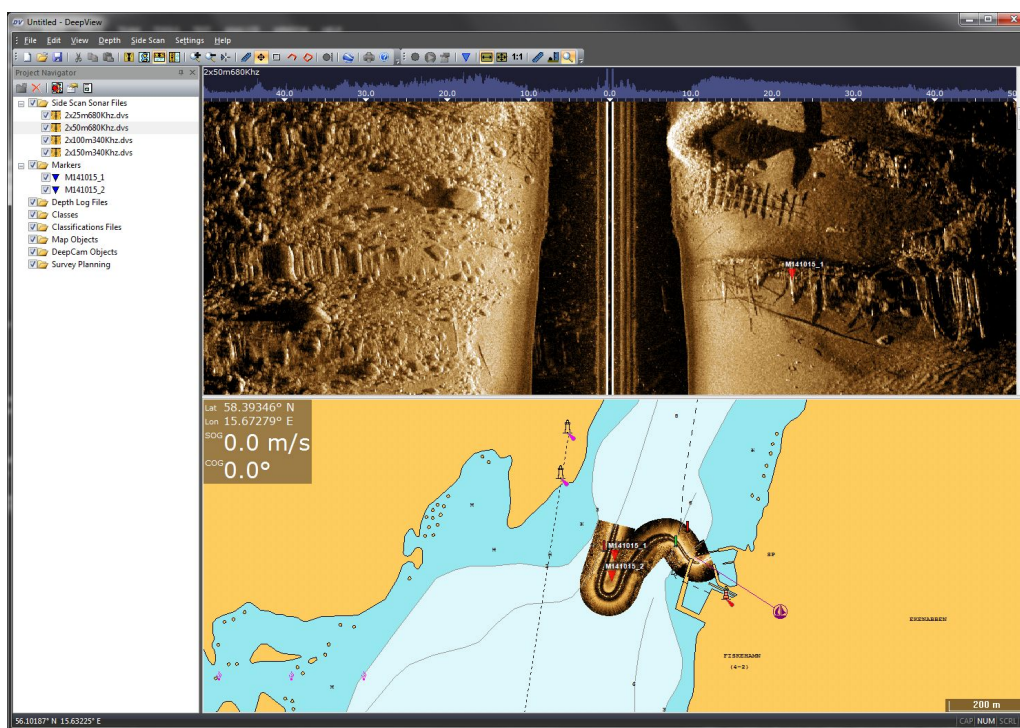 Untitled - DeepView
File Edit View Depth Side Scan Settings Help
1:1
Project Navigator
Side Scan Sonar Files
2x25m680Khz.dvs
2x50m680Khz.dvs
2x100m340Khz.dvs
2x150m340Khz.dvs
Markers
M141015_1
M141015_2
Depth Log Files
Classes
Classifications Files
Map Objects
DeepCam Objects
Survey Planning
2x50m680Khz
40.0 30.0 20.0 10.0 0.0 10.0 20.0 30.0 40.0 50.0
M141015_1
Lat 58.39346° N
Lon 15.67279° E
SOG 0.0 m/s
COG 0.0°
M141015_1
M141015_2
FISKEHAMN
(4-2)
200 m
56.10187° N 15.63225° E
CAP NUM SCRL